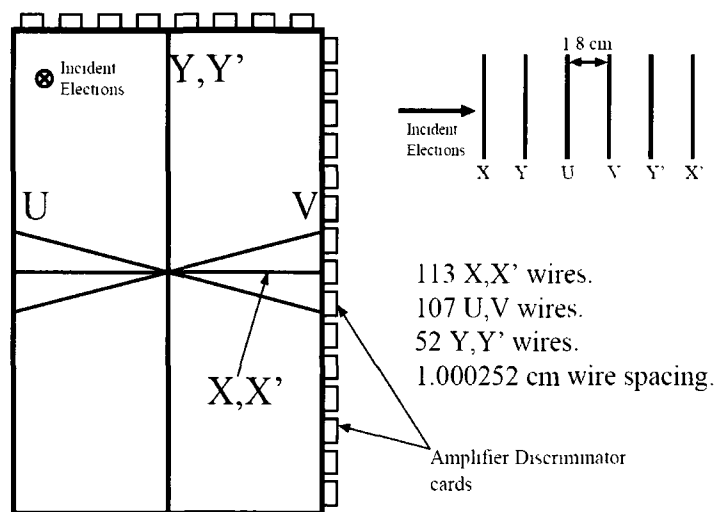 Incident
Electrons
Y,Y’
U
V
X,X’
1 8 cm
Incident
Electrons
X
Y
U
V
Y’
X’
113 X,X’ wires.
107 U,V wires.
52 Y,Y’ wires.
1.000252 cm wire spacing.
Amplifier Discriminator
cards